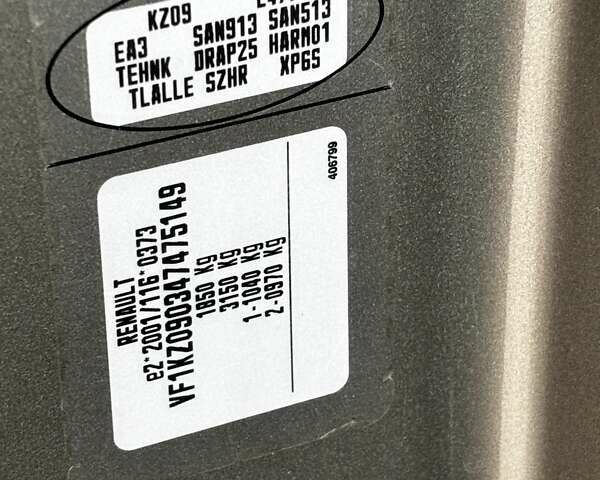 KZ09
EA3 SAN913 SAN513
TEHNK DRAP25 HARM01
TLALLE SZHR XP6S
406799
RENAULT
e2*2001/116*0373
VF1KZ090347475149
1850 Kg
3150 Kg
1-1040 Kg
2-0970 Kg